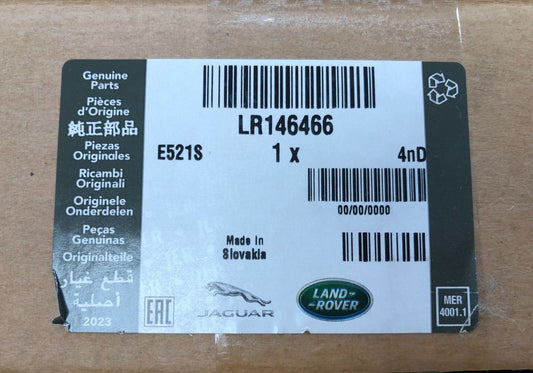 Genuine
Parts
Pièces
d'Origine
純正部品
Piezas
Originales
Ricambi
Originali
Originele
Onderdelen
Peças
Genuinas
Originalteile
قطع غيار
أصلية
2023
LR146466
E521S
1 x
4nD
00/00/0000
Made in
Slovakia
EAC
JAGUAR
LAND
ROVER
MER
4001.1